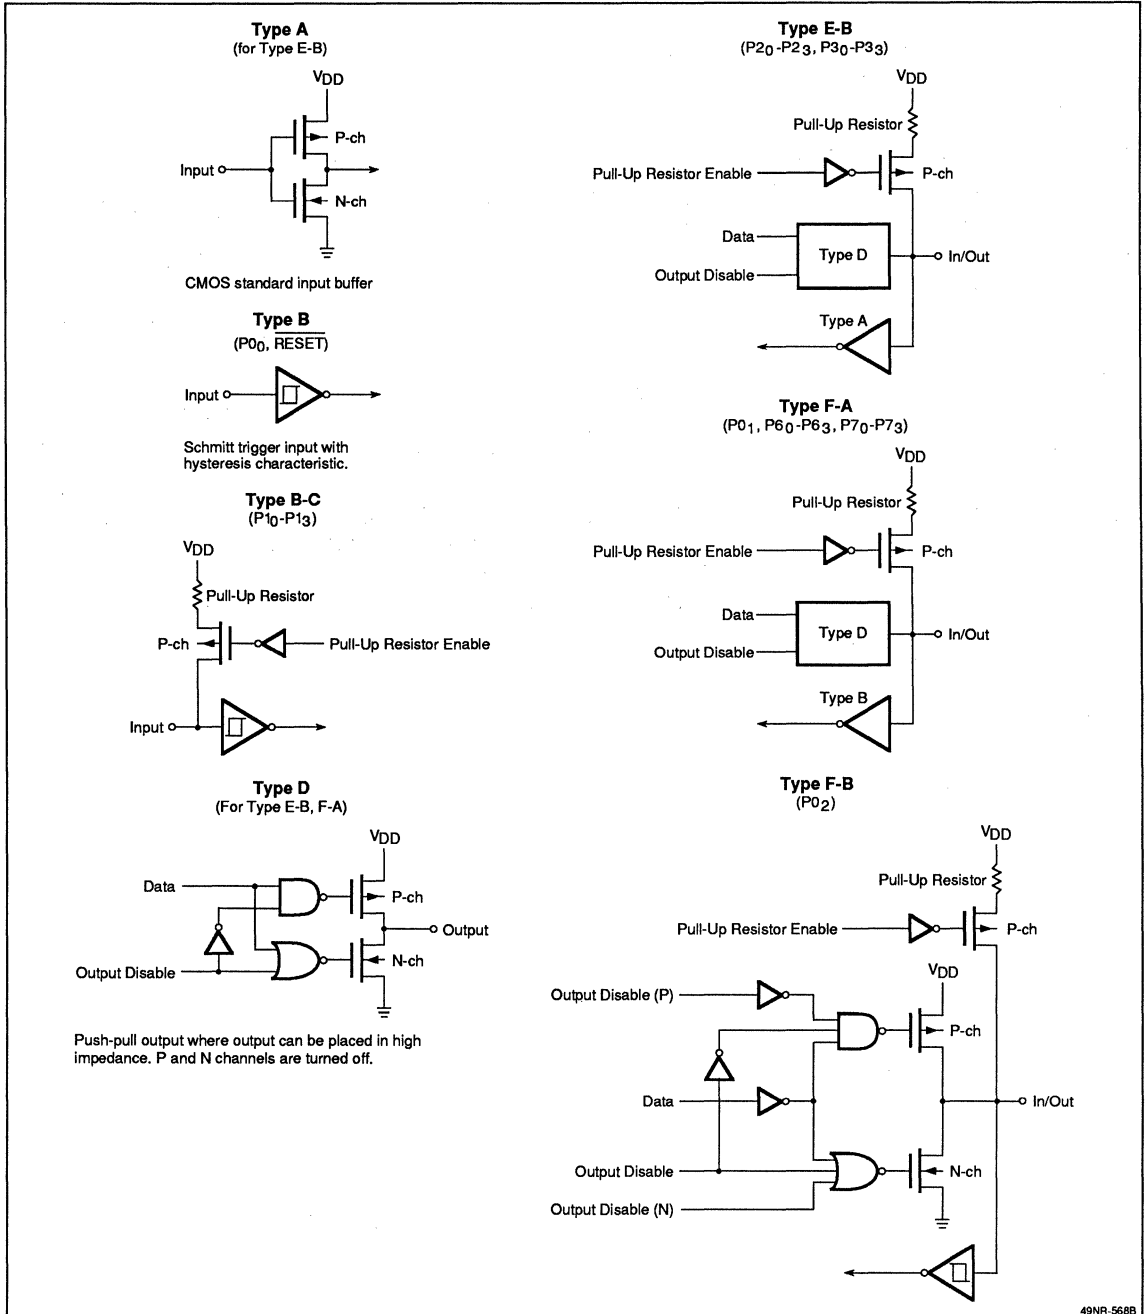 Type A
(for Type E-B)
VDD
P-ch
Input
N-ch
CMOS standard input buffer
Type B
(P00, RESET)
Input
Schmitt trigger input with
hysteresis characteristic.
Type B-C
(P10-P13)
VDD
Pull-Up Resistor
P-ch
Pull-Up Resistor Enable
Input
Type D
(For Type E-B, F-A)
VDD
Data
P-ch
Output
N-ch
Output Disable
Push-pull output where output can be placed in high
impedance. P and N channels are turned off.
Type E-B
(P20-P23, P30-P33)
VDD
Pull-Up Resistor
Pull-Up Resistor Enable
P-ch
Data
Type D
In/Out
Output Disable
Type A
Type F-A
(P01, P60-P63, P70-P73)
VDD
Pull-Up Resistor
Pull-Up Resistor Enable
P-ch
Data
Type D
In/Out
Output Disable
Type B
Type F-B
(P02)
VDD
Pull-Up Resistor
Pull-Up Resistor Enable
P-ch
VDD
Output Disable (P)
P-ch
Data
In/Out
Output Disable
N-ch
Output Disable (N)
49NR-568B